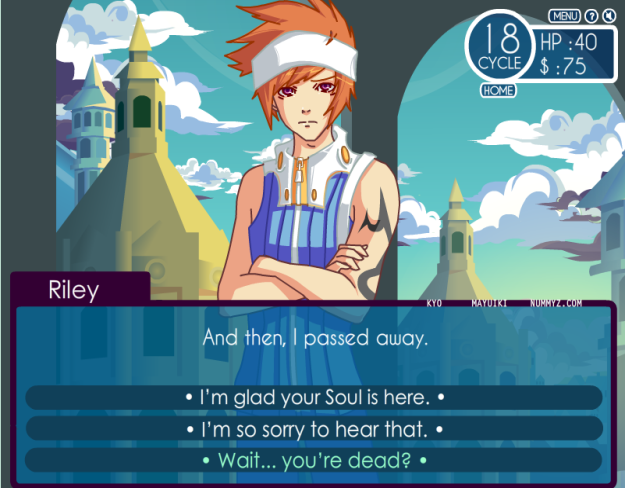 MENU ?
18
CYCLE
HP :40
$ :75
HOME
Riley
KYO MAYUIKI NUMMYZ.COM
And then, I passed away.
• I'm glad your Soul is here. •
• I'm so sorry to hear that. •
• Wait... you're dead? •